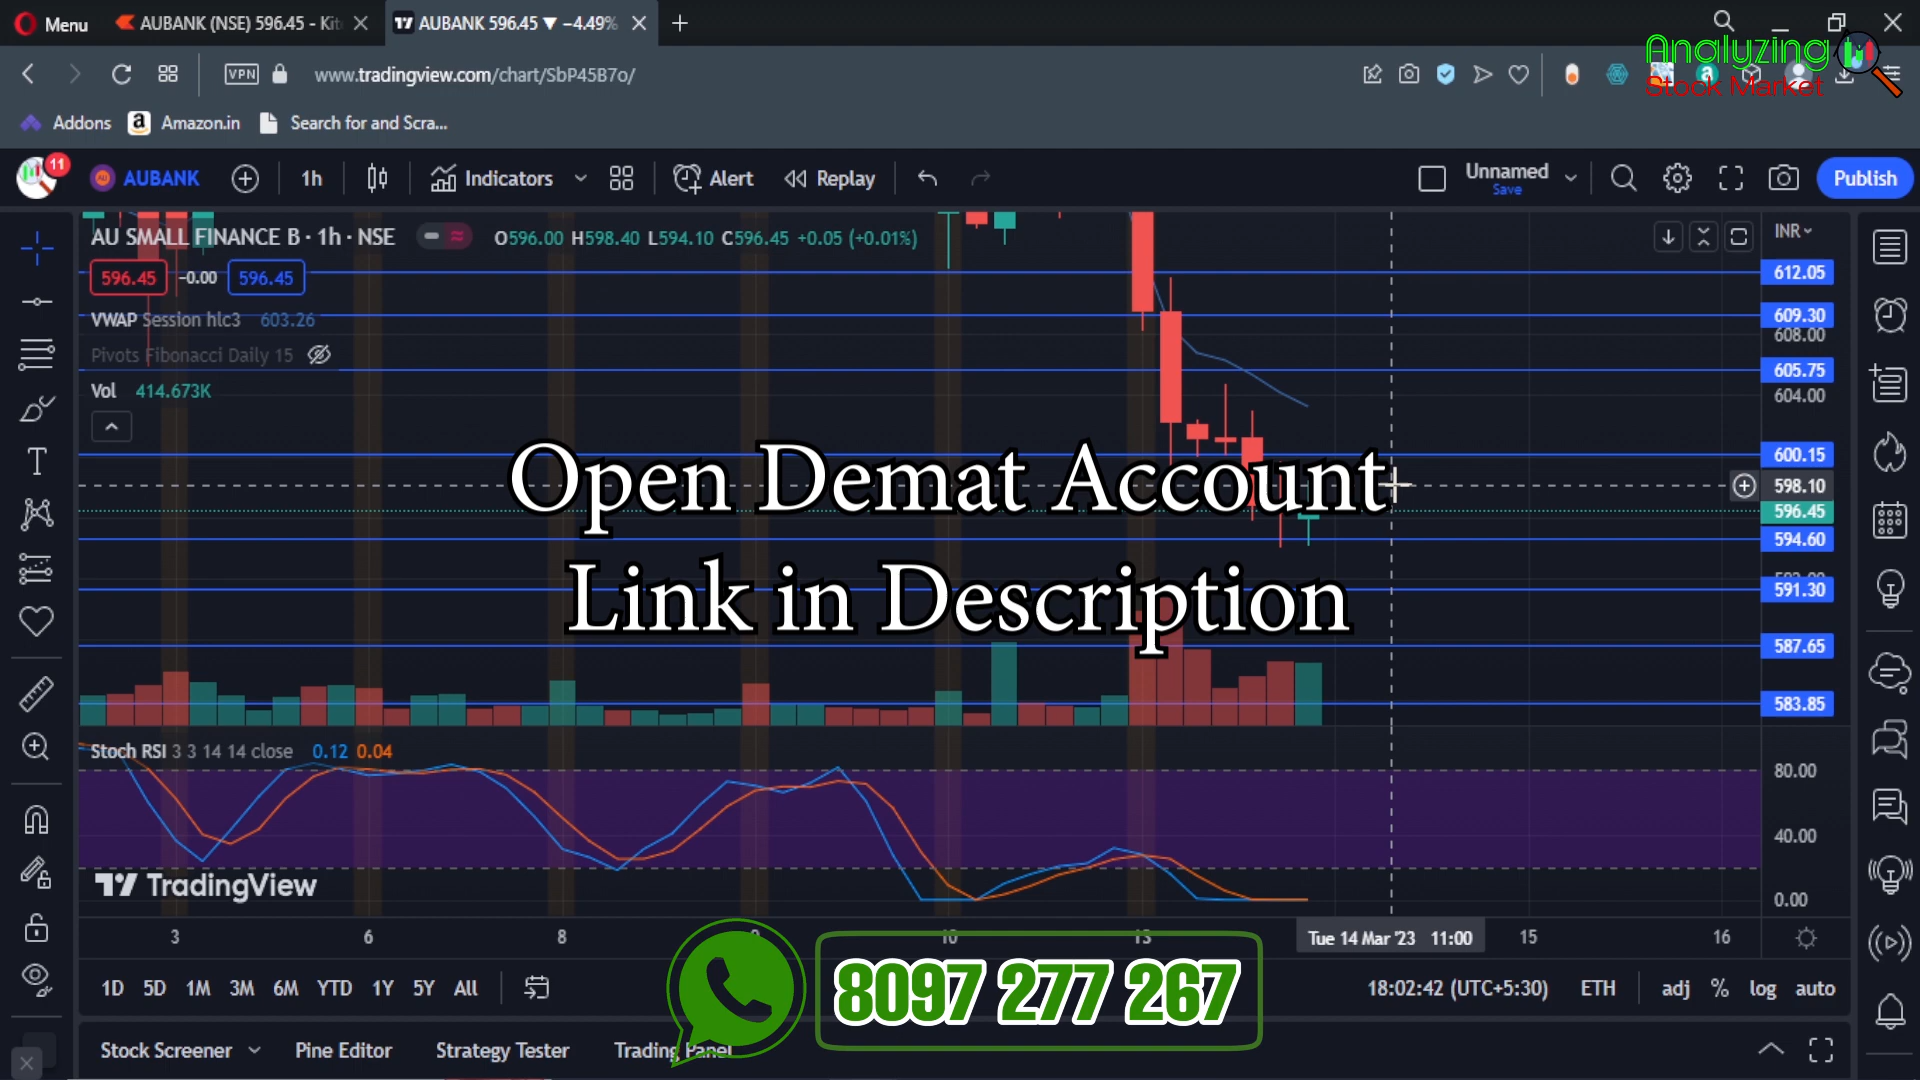 Menu
AUBANK (NSE) 596.45 - Kit
AUBANK 596.45 ▼ −4.49%
Analyzing
Stock Market
VPN
www.tradingview.com/chart/SbP45B7o/
Addons
Amazon.in
Search for and Scra...
11
AUBANK
1h
Indicators
Alert
Replay
Unnamed
Save
Publish
AU SMALL FINANCE B · 1h · NSE
O596.00 H598.40 L594.10 C596.45 +0.05 (+0.01%)
INR
596.45 −0.00 596.45
612.05
VWAP Session hlc3 603.26
609.30
608.00
Pivots Fibonacci Daily 15
605.75
604.00
Vol 414.673K
600.15
598.10
596.45
594.60
591.30
587.65
583.85
Open Demat Account
Link in Description
Stoch RSI 3 3 14 14 close 0.12 0.04
80.00
40.00
0.00
TradingView
3 6 8 9 10 13 Tue 14 Mar '23 11:00 15 16
1D 5D 1M 3M 6M YTD 1Y 5Y All
8097 277 267
18:02:42 (UTC+5:30) ETH adj % log auto
Stock Screener Pine Editor Strategy Tester Trading Panel